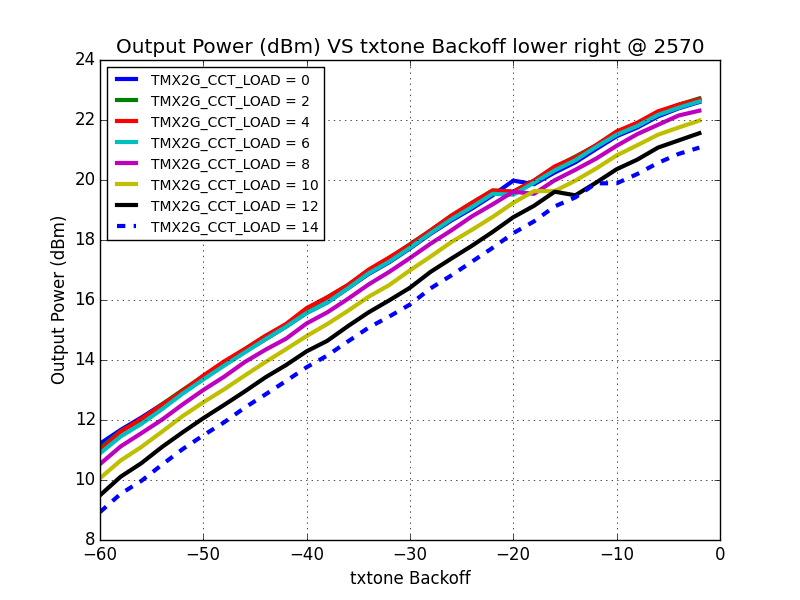 Output Power (dBm) VS txtone Backoff lower right @ 2570
24
22
20
18
16
14
12
10
8
Output Power (dBm)
TMX2G_CCT_LOAD = 0
TMX2G_CCT_LOAD = 2
TMX2G_CCT_LOAD = 4
TMX2G_CCT_LOAD = 6
TMX2G_CCT_LOAD = 8
TMX2G_CCT_LOAD = 10
TMX2G_CCT_LOAD = 12
TMX2G_CCT_LOAD = 14
−60 −50 −40 −30 −20 −10 0
txtone Backoff